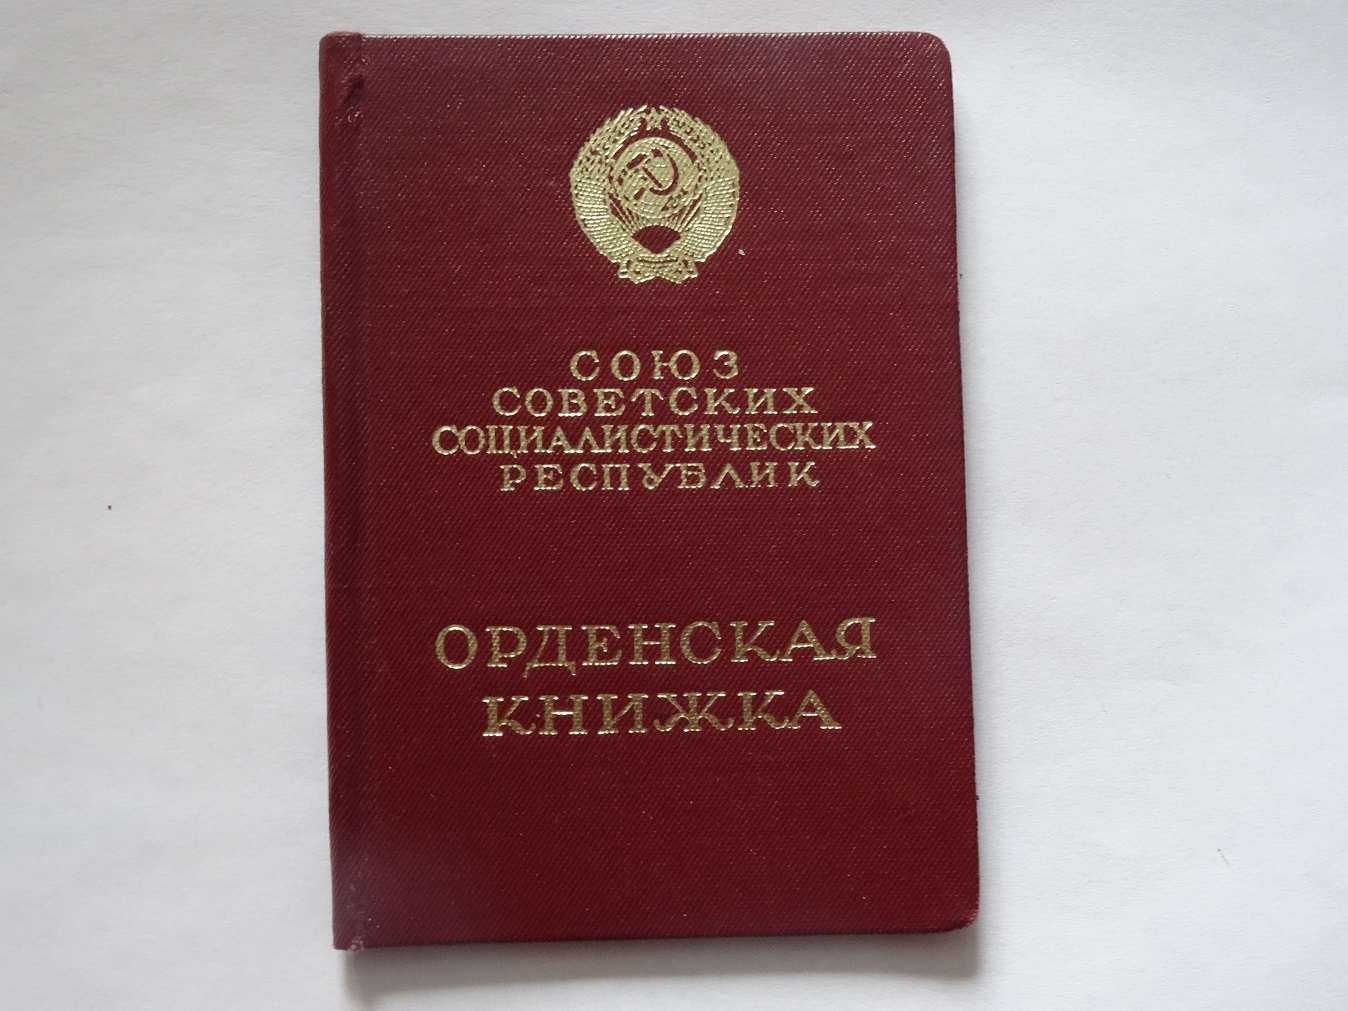 СОЮЗ
СОВЕТСКИХ
СОЦИАЛИСТИЧЕСКИХ
РЕСПУБЛИК
ОРДЕНСКАЯ
КНИЖКА